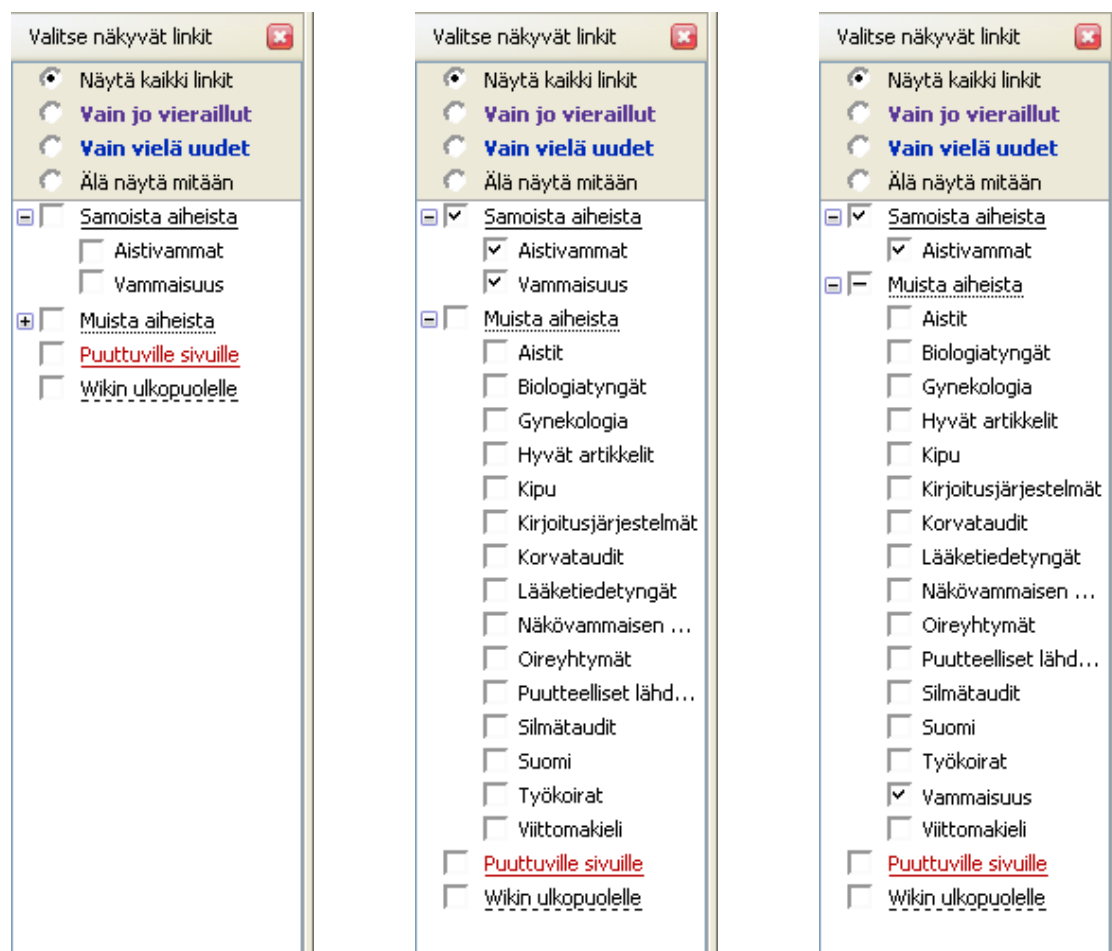 Valitse näkyvät linkit
Näytä kaikki linkit
Vain jo vieraillut
Vain vielä uudet
Älä näytä mitään
Samoista aiheista
Aistivammat
Vammaisuus
Muista aiheista
Puuttuville sivuille
Wikin ulkopuolelle
Valitse näkyvät linkit
Näytä kaikki linkit
Vain jo vieraillut
Vain vielä uudet
Älä näytä mitään
Samoista aiheista
Aistivammat
Vammaisuus
Muista aiheista
Aistit
Biologiatyngät
Gynekologia
Hyvät artikkelit
Kipu
Kirjoitusjärjestelmät
Korvataudit
Lääketiedetyngät
Näkövammaisen ...
Oireyhtymät
Puutteelliset lähd...
Silmätaudit
Suomi
Työkoirat
Viittomakieli
Puuttuville sivuille
Wikin ulkopuolelle
Valitse näkyvät linkit
Näytä kaikki linkit
Vain jo vieraillut
Vain vielä uudet
Älä näytä mitään
Samoista aiheista
Aistivammat
Muista aiheista
Aistit
Biologiatyngät
Gynekologia
Hyvät artikkelit
Kipu
Kirjoitusjärjestelmät
Korvataudit
Lääketiedetyngät
Näkövammaisen ...
Oireyhtymät
Puutteelliset lähd...
Silmätaudit
Suomi
Työkoirat
Vammaisuus
Viittomakieli
Puuttuville sivuille
Wikin ulkopuolelle